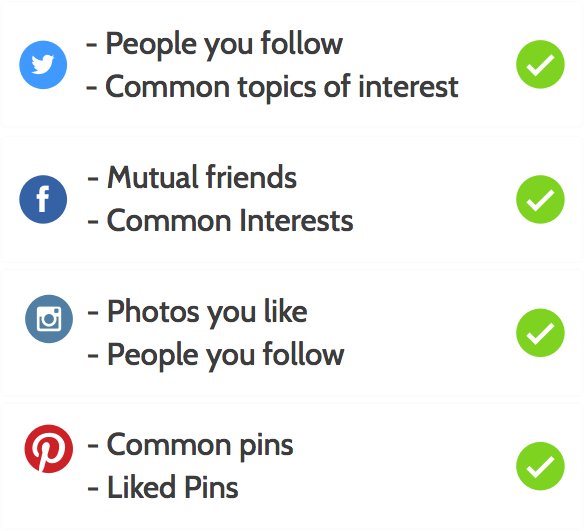 - People you follow
- Common topics of interest
- Mutual friends
- Common Interests
- Photos you like
- People you follow
- Common pins
- Liked Pins